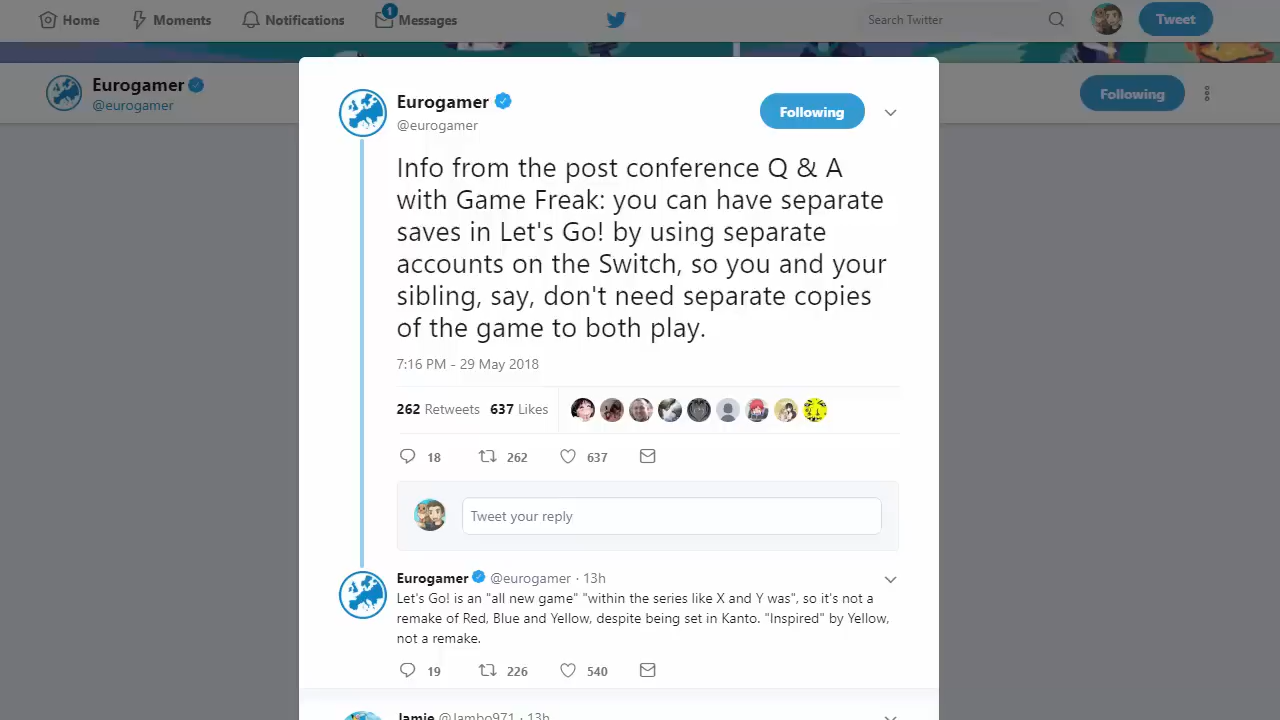 Home Moments Notifications 1 Messages Search Twitter Tweet
Eurogamer
@eurogamer
Following
Eurogamer
@eurogamer
Following
Info from the post conference Q & A
with Game Freak: you can have separate
saves in Let's Go! by using separate
accounts on the Switch, so you and your
sibling, say, don't need separate copies
of the game to both play.
7:16 PM - 29 May 2018
262 Retweets 637 Likes
18 262 637
Tweet your reply
Eurogamer @eurogamer · 13h
Let's Go! is an "all new game" "within the series like X and Y was", so it's not a
remake of Red, Blue and Yellow, despite being set in Kanto. "Inspired" by Yellow,
not a remake.
19 226 540
Jamie @Jambo971 · 13h